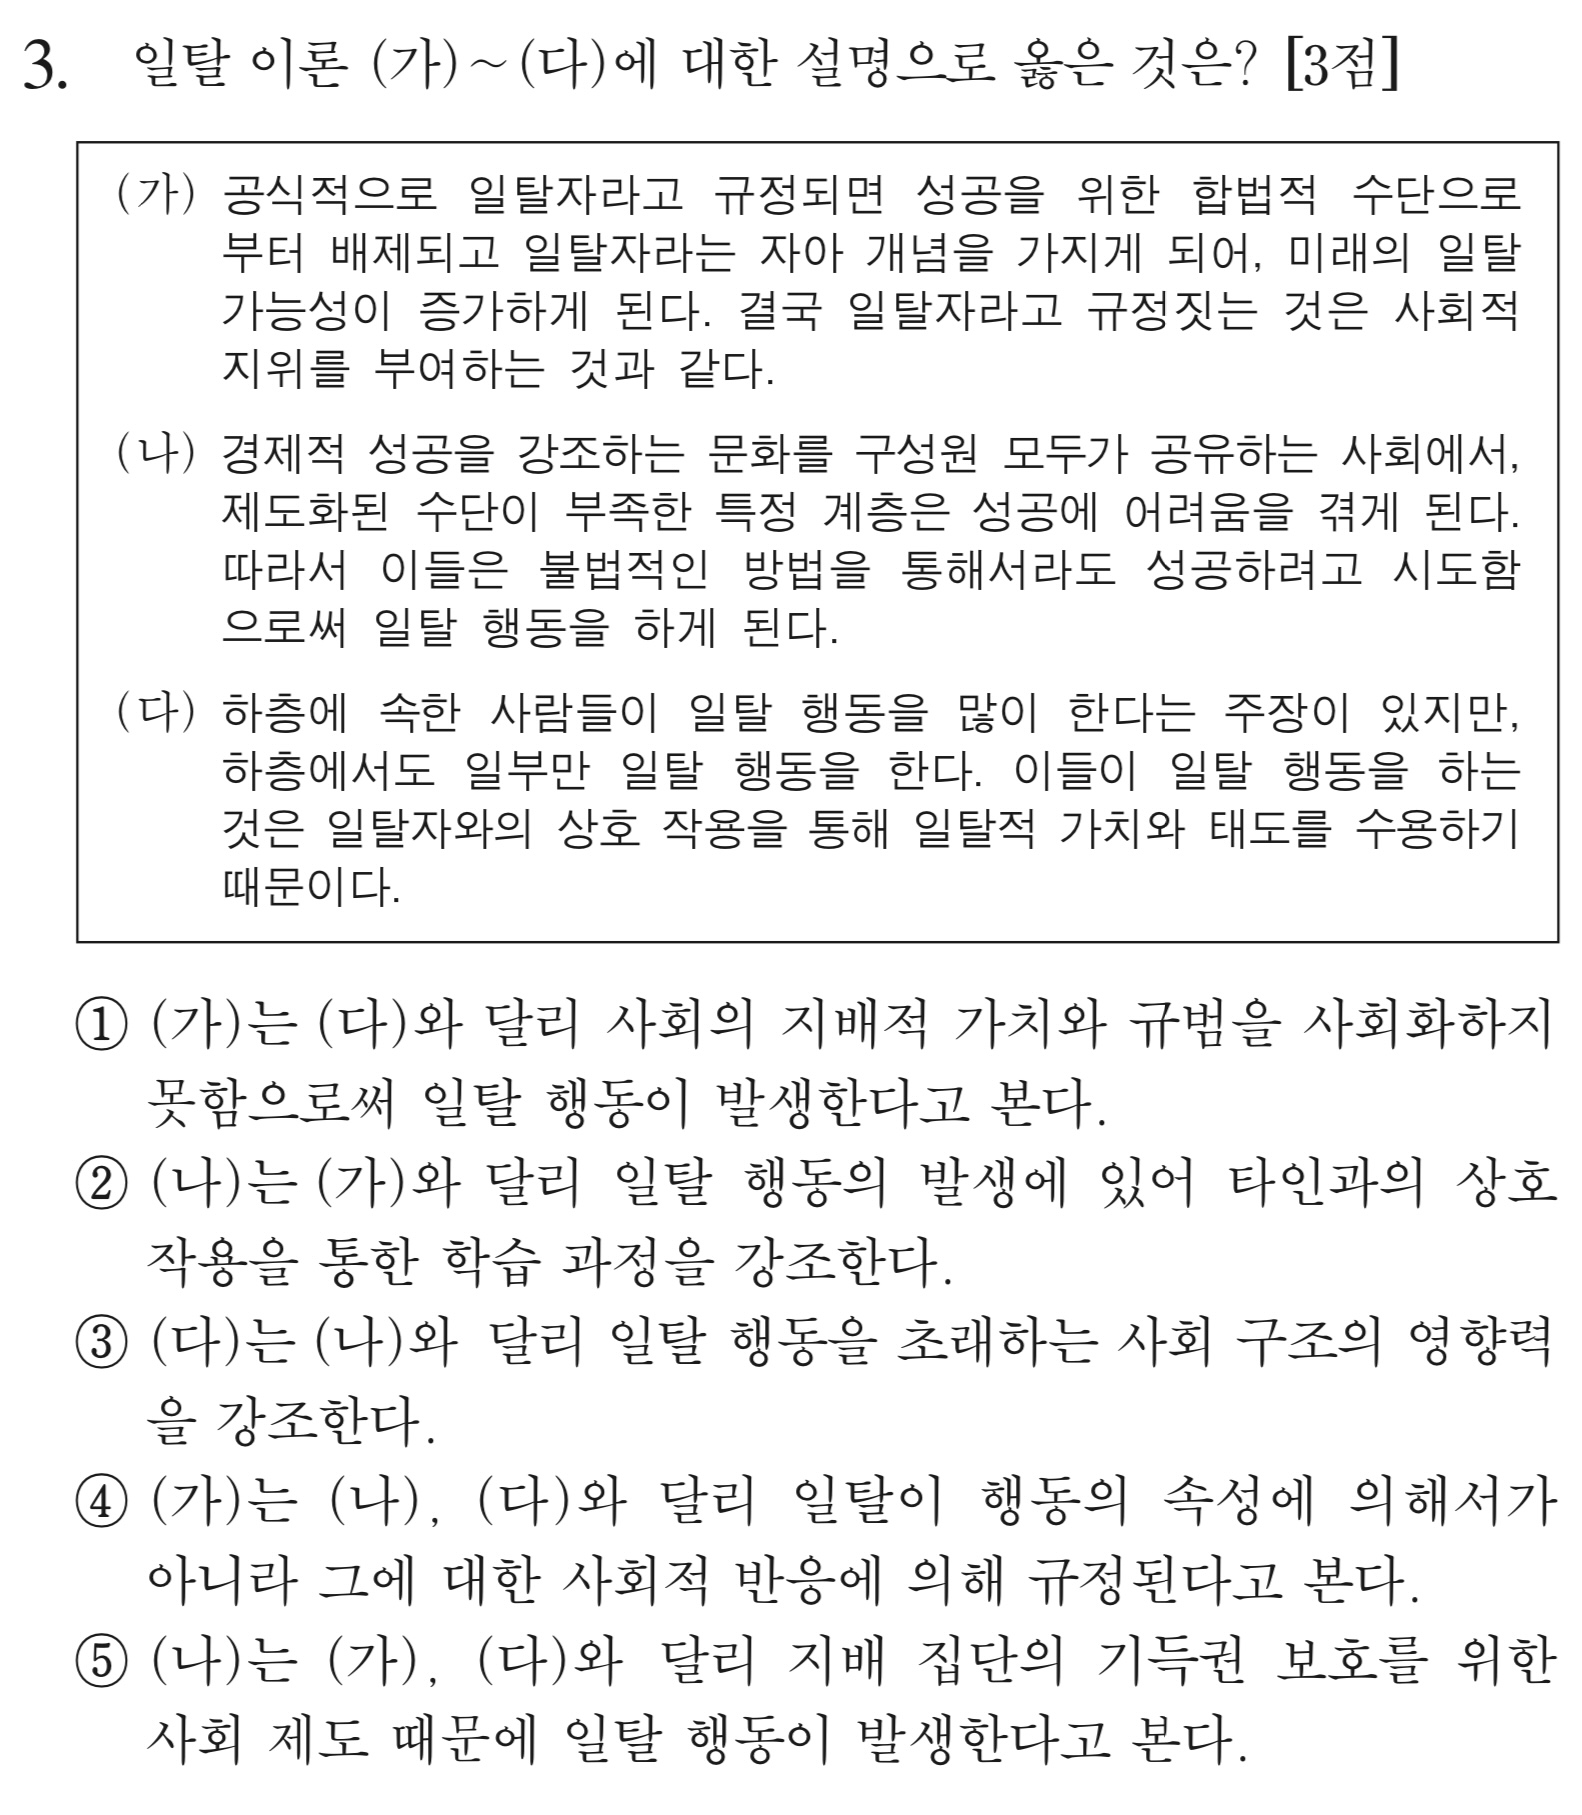 3. 일탈 이론 (가)~(다)에 대한 설명으로 옳은 것은? [3점]
(가) 공식적으로 일탈자라고 규정되면 성공을 위한 합법적 수단으로
부터 배제되고 일탈자라는 자아 개념을 가지게 되어, 미래의 일탈
가능성이 증가하게 된다. 결국 일탈자라고 규정짓는 것은 사회적
지위를 부여하는 것과 같다.
(나) 경제적 성공을 강조하는 문화를 구성원 모두가 공유하는 사회에서,
제도화된 수단이 부족한 특정 계층은 성공에 어려움을 겪게 된다.
따라서 이들은 불법적인 방법을 통해서라도 성공하려고 시도함
으로써 일탈 행동을 하게 된다.
(다) 하층에 속한 사람들이 일탈 행동을 많이 한다는 주장이 있지만,
하층에서도 일부만 일탈 행동을 한다. 이들이 일탈 행동을 하는
것은 일탈자와의 상호 작용을 통해 일탈적 가치와 태도를 수용하기
때문이다.
① (가)는 (다)와 달리 사회의 지배적 가치와 규범을 사회화하지
못함으로써 일탈 행동이 발생한다고 본다.
② (나)는 (가)와 달리 일탈 행동의 발생에 있어 타인과의 상호
작용을 통한 학습 과정을 강조한다.
③ (다)는 (나)와 달리 일탈 행동을 초래하는 사회 구조의 영향력
을 강조한다.
④ (가)는 (나), (다)와 달리 일탈이 행동의 속성에 의해서가
아니라 그에 대한 사회적 반응에 의해 규정된다고 본다.
⑤ (나)는 (가), (다)와 달리 지배 집단의 기득권 보호를 위한
사회 제도 때문에 일탈 행동이 발생한다고 본다.